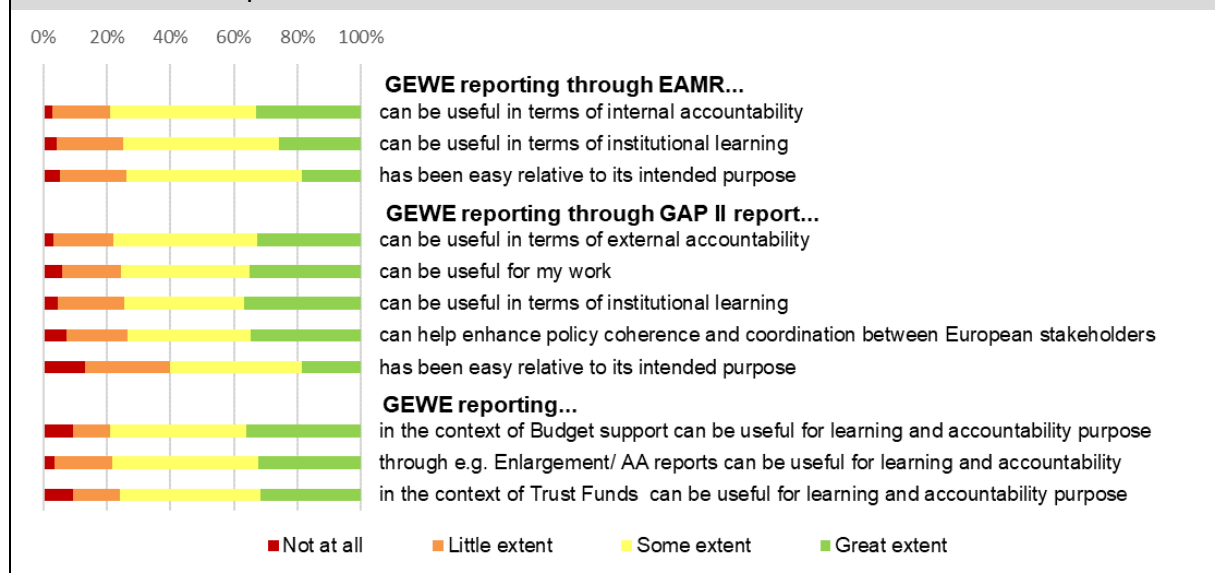 0% 20% 40% 60% 80% 100%
GEWE reporting through EAMR...
can be useful in terms of internal accountability
can be useful in terms of institutional learning
has been easy relative to its intended purpose
GEWE reporting through GAP II report...
can be useful in terms of external accountability
can be useful for my work
can be useful in terms of institutional learning
can help enhance policy coherence and coordination between European stakeholders
has been easy relative to its intended purpose
GEWE reporting...
in the context of Budget support can be useful for learning and accountability purpose
through e.g. Enlargement/ AA reports can be useful for learning and accountability
in the context of Trust Funds can be useful for learning and accountability purpose
Not at all Little extent Some extent Great extent